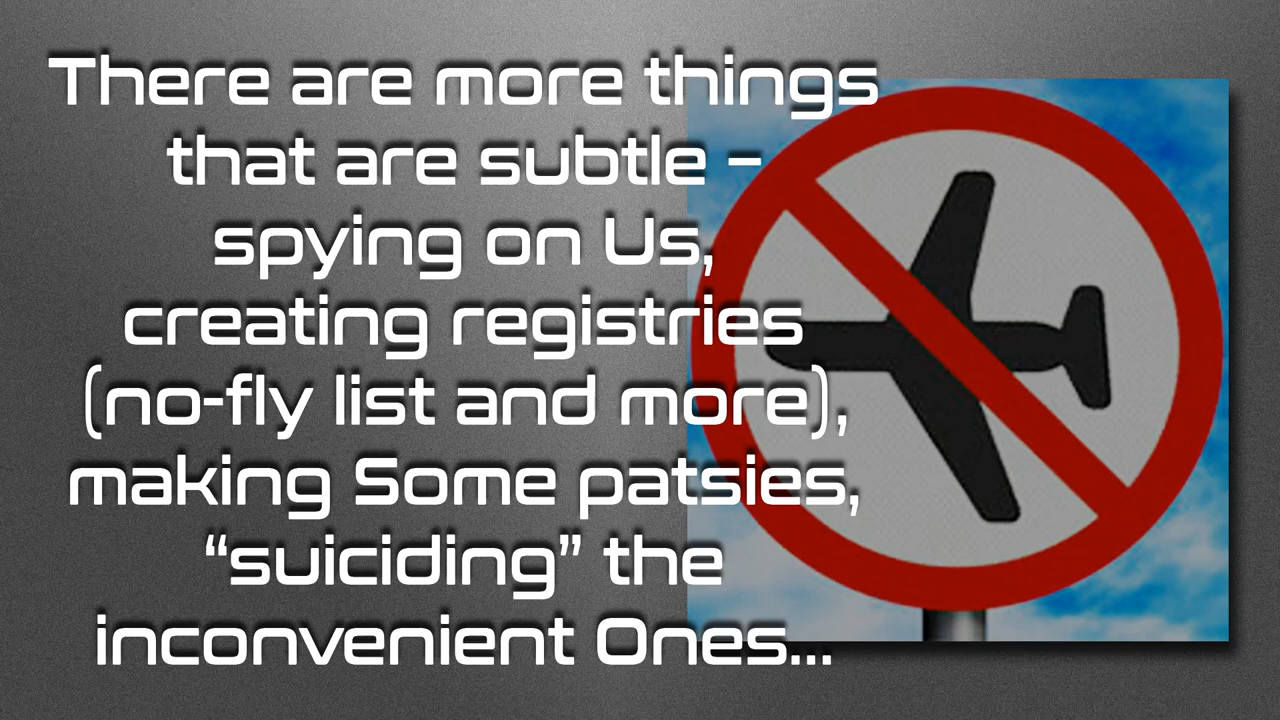 There are more things
that are subtle –
spying on Us,
creating registries
(no-fly list and more),
making Some patsies,
“suiciding” the
inconvenient Ones...